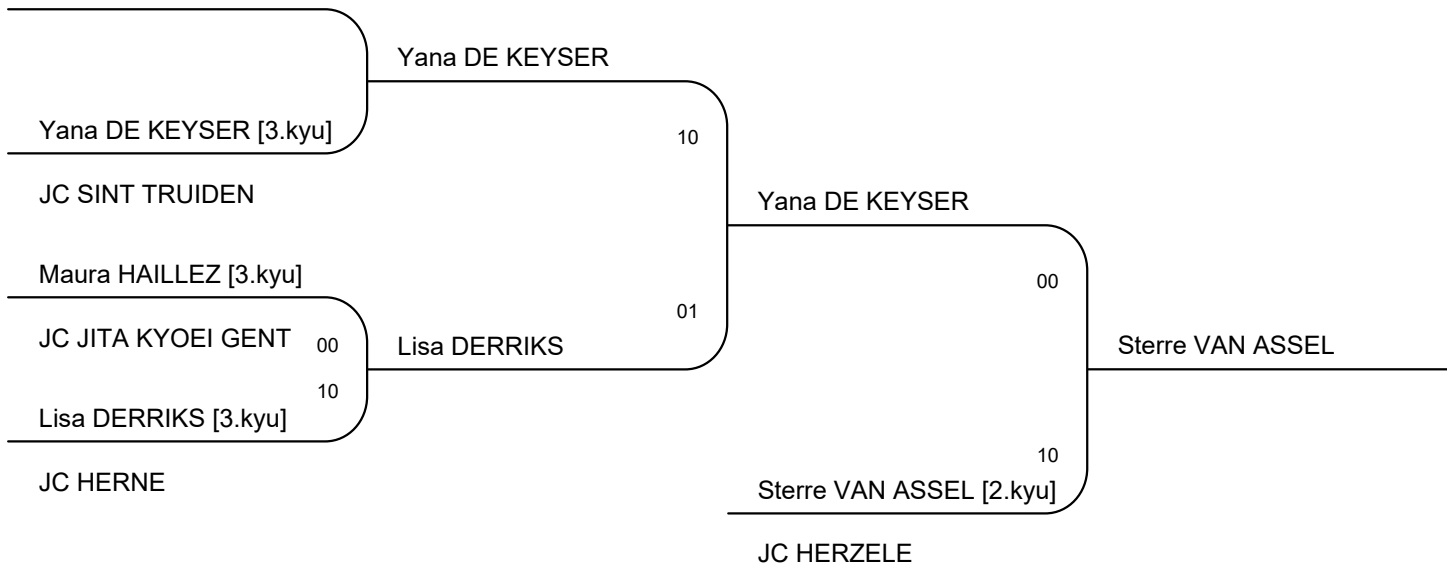 Yana DE KEYSER
Yana DE KEYSER [3.kyu]
10
JC SINT TRUIDEN
Yana DE KEYSER
Maura HAILLEZ [3.kyu]
00
01
JC JITA KYOEI GENT
00
Lisa DERRIKS
Sterre VAN ASSEL
10
Lisa DERRIKS [3.kyu]
10
JC HERNE
Sterre VAN ASSEL [2.kyu]
JC HERZELE